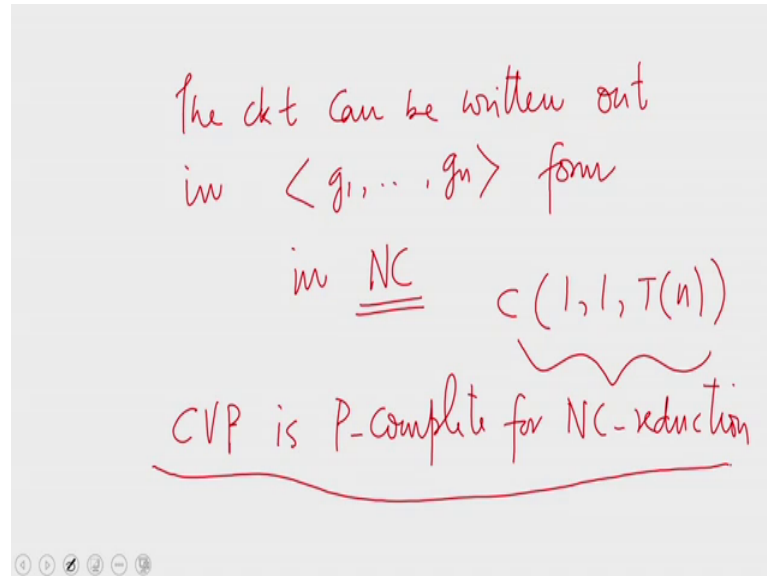 The ckt can be written out
in < g1, .. , gn > form
in NC
C(1, 1, T(n))
CVP is P-complete for NC-reduction